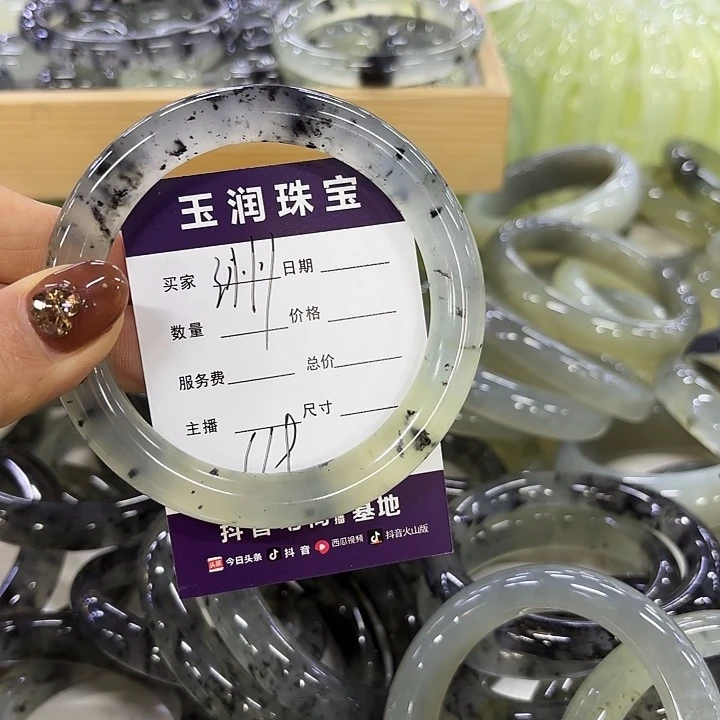 玉润珠宝
买家 洲 日期
数量 价格
服务费 总价
主播 尺寸
基地
今日头条 抖音 西瓜视频 抖音火山版